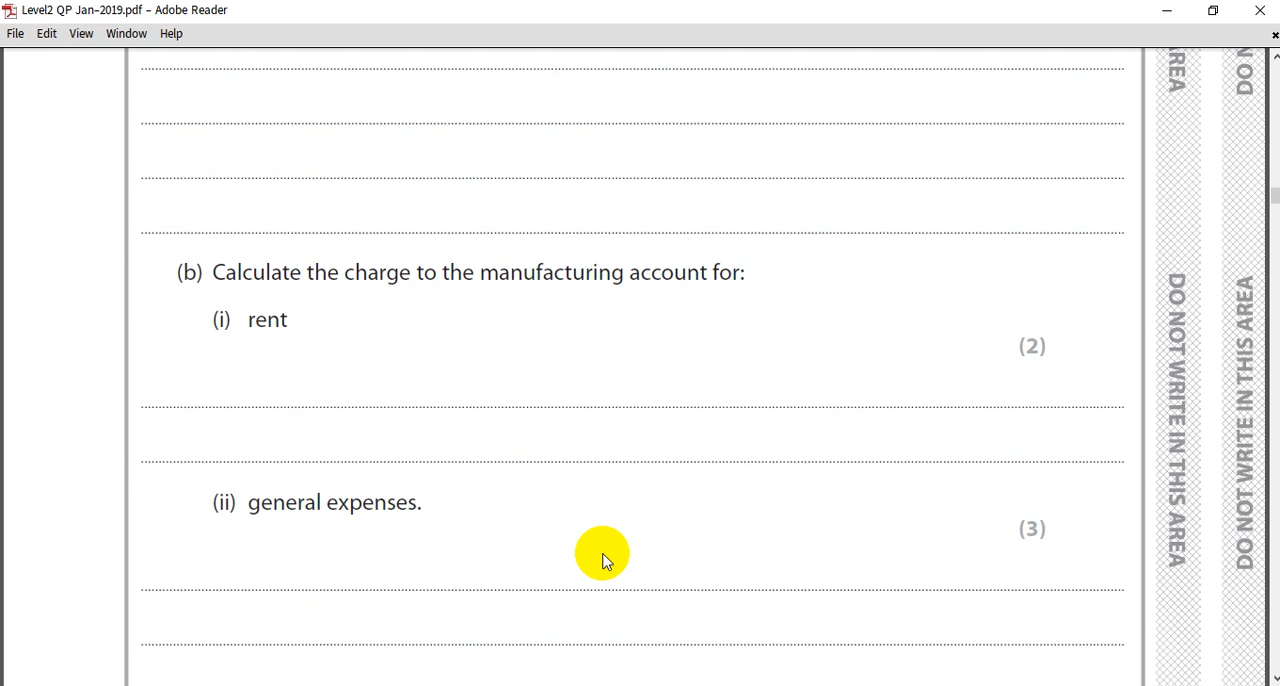 Level2 QP Jan-2019.pdf - Adobe Reader
File Edit View Window Help
(b) Calculate the charge to the manufacturing account for:
(i) rent
(2)
(ii) general expenses.
(3)
REA
DO NOT WRITE IN THIS AREA
DO N
DO NOT WRITE IN THIS AREA